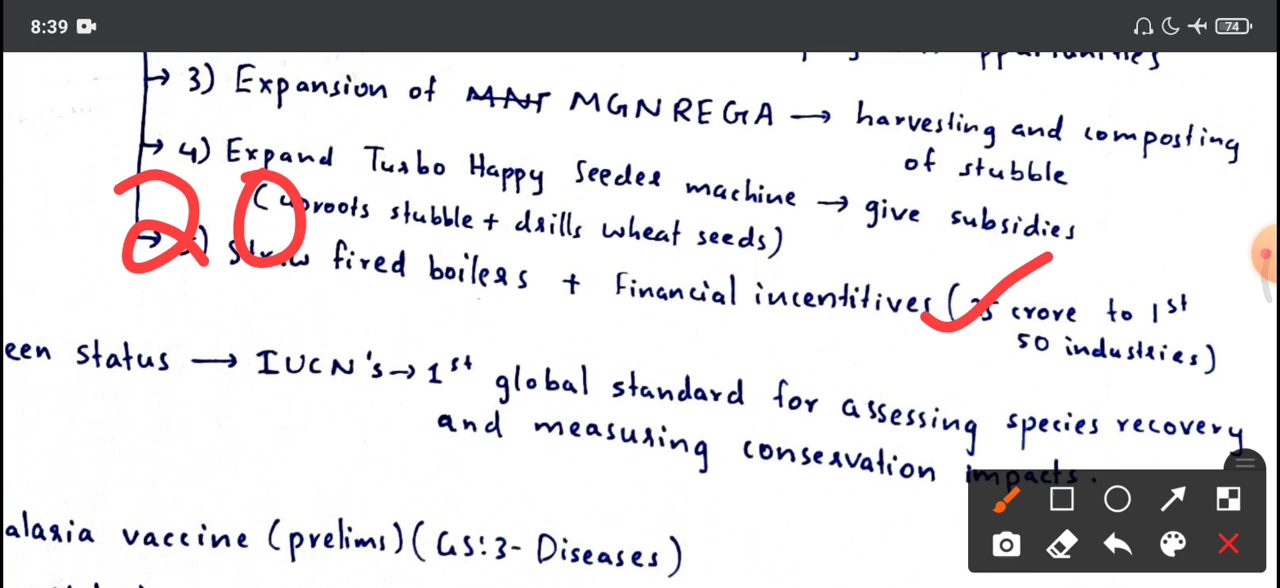 8:39
74
3) Expansion of MGNREGA → harvesting and composting
of stubble
4) Expand Turbo Happy Seeder machine → give subsidies
(uproots stubble + drills wheat seeds)
20
fired boilers + Financial incentitives (25 crore to 1st
50 industries)
een status → IUCN's → 1st global standard for assessing species recovery
and measuring conservation impacts.
alaria vaccine (prelims) (GS:3- Diseases)